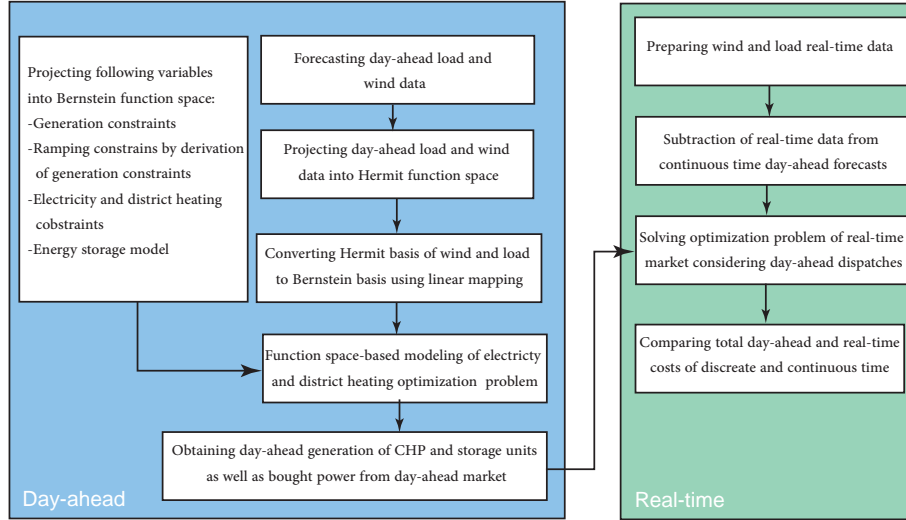 Projecting following variables
into Bernstein function space:
-Generation constraints
-Ramping constrains by derivation
of generation constraints
-Electricity and district heating
cobstraints
-Energy storage model
Forecasting day-ahead load and
wind data
Projecting day-ahead load and wind
data into Hermit function space
Converting Hermit basis of wind and load
to Bernstein basis using linear mapping
Function space-based modeling of electricty
and district heating optimization problem
Obtaining day-ahead generation of CHP and storage units
as well as bought power from day-ahead market
Day-ahead
Preparing wind and load real-time data
Subtraction of real-time data from
continuous time day-ahead forecasts
Solving optimization problem of real-time
market considering day-ahead dispatches
Comparing total day-ahead and real-time
costs of discreate and continuous time
Real-time